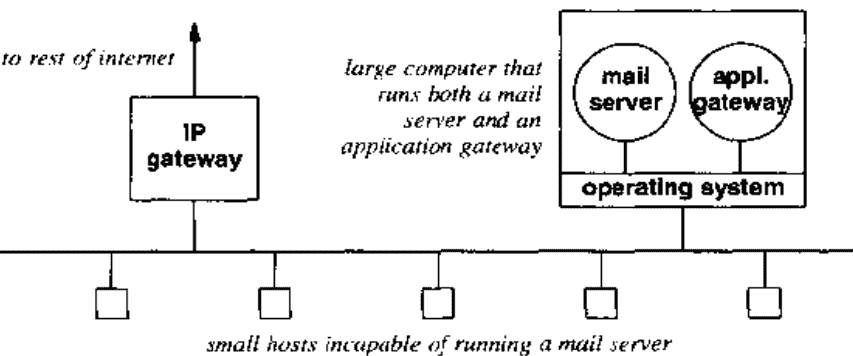 to rest of internet
IP
gateway
large computer that
runs both a mail
server and an
application gateway
mail
server
appl.
gateway
operating system
small hosts incapable of running a mail server